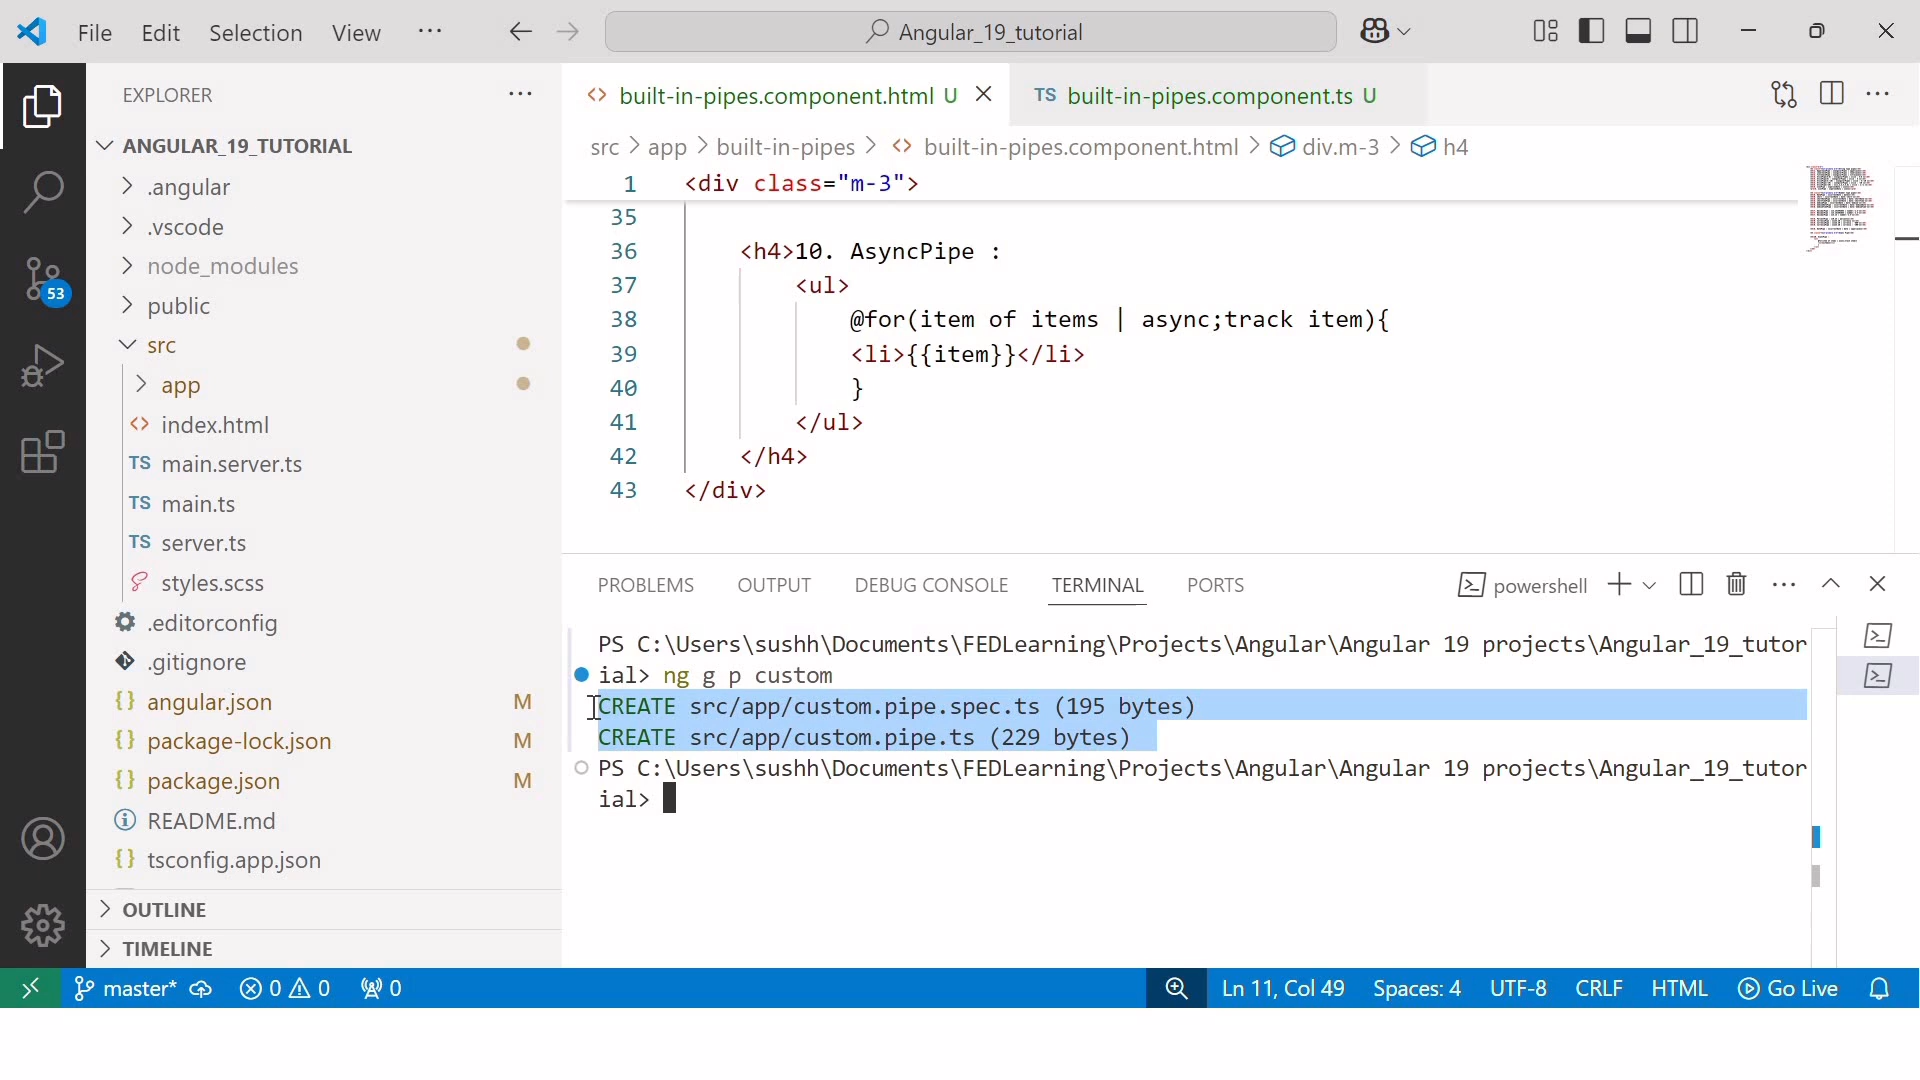 File Edit Selection View ··· Angular_19_tutorial
EXPLORER ···
ANGULAR_19_TUTORIAL
.angular
.vscode
node_modules
public
src
app
index.html
TS main.server.ts
TS main.ts
TS server.ts
styles.scss
.editorconfig
.gitignore
{} angular.json M
{} package-lock.json M
{} package.json M
README.md
{} tsconfig.app.json
OUTLINE
TIMELINE
53
<> built-in-pipes.component.html U TS built-in-pipes.component.ts U
src > app > built-in-pipes > <> built-in-pipes.component.html > div.m-3 > h4
1 <div class="m-3">
35
36 <h4>10. AsyncPipe :
37 <ul>
38 @for(item of items | async;track item){
39 <li>{{item}}</li>
40 }
41 </ul>
42 </h4>
43 </div>
PROBLEMS OUTPUT DEBUG CONSOLE TERMINAL PORTS powershell
PS C:\Users\sushh\Documents\FEDLearning\Projects\Angular\Angular 19 projects\Angular_19_tutor
ial> ng g p custom
CREATE src/app/custom.pipe.spec.ts (195 bytes)
CREATE src/app/custom.pipe.ts (229 bytes)
PS C:\Users\sushh\Documents\FEDLearning\Projects\Angular\Angular 19 projects\Angular_19_tutor
ial>
master* 0 0 0 Ln 11, Col 49 Spaces: 4 UTF-8 CRLF HTML Go Live